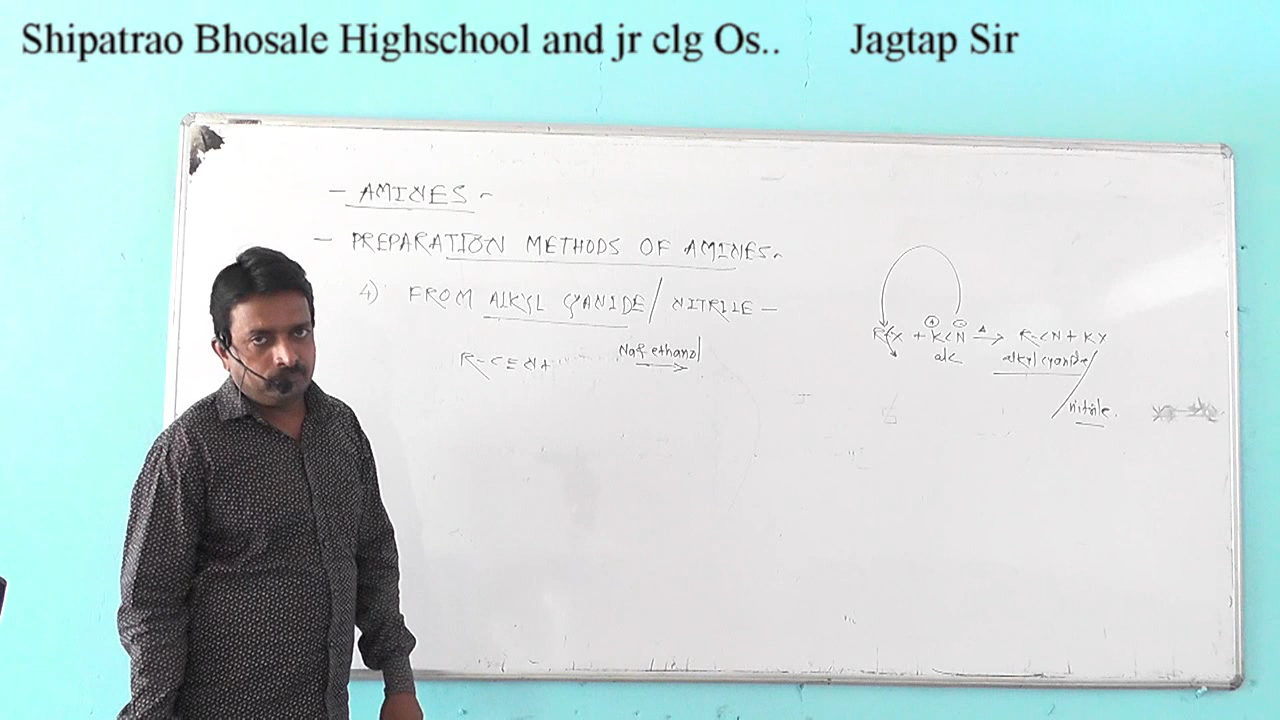 Shipatrao Bhosale Highschool and jr clg Os.. Jagtap Sir
- AMINES -
- PREPARATION METHODS OF AMINES.
4) FROM ALKYL CYANIDE / NITRILE -
R-C≡N+ Na & ethanol →
R-X + KCN Δ → R-CN + KX
⊕ ⊖
alc alkyl cyanide/
nitrile.